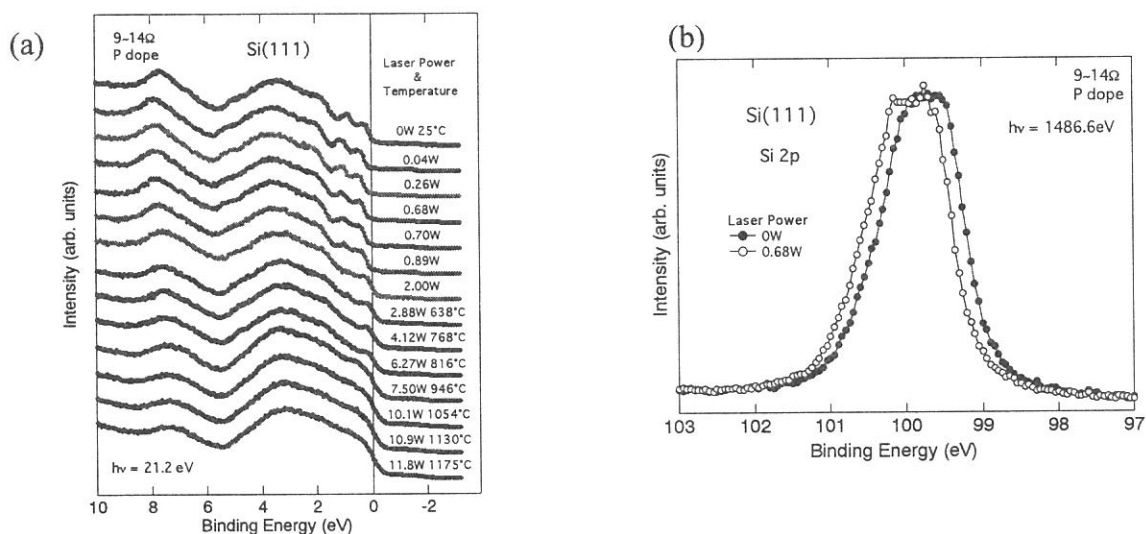 (a)
9~14Ω
P dope
Si(111)
Laser Power
&
Temperature
0W 25°C
0.04W
0.26W
0.68W
0.70W
0.89W
2.00W
2.88W 638°C
4.12W 768°C
6.27W 816°C
7.50W 946°C
10.1W 1054°C
10.9W 1130°C
11.8W 1175°C
hν = 21.2 eV
Intensity (arb. units)
10 8 6 4 2 0 -2
Binding Energy (eV)
(b)
9~14Ω
P dope
Si(111)
hν = 1486.6eV
Si 2p
Laser Power
0W
0.68W
Intensity (arb. units)
103 102 101 100 99 98 97
Binding Energy (eV)